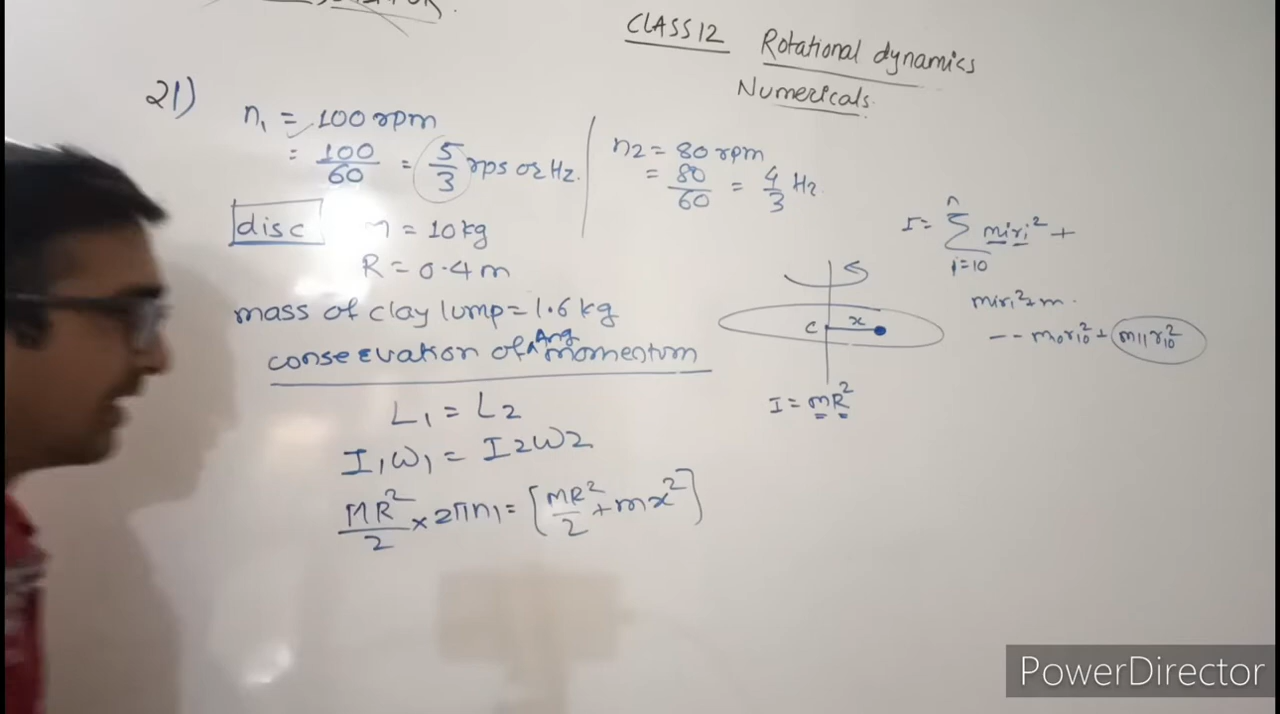 CLASS 12 Rotational dynamics
Numericals.
21)
n₁ = 100 rpm
= 100/60 = 5/3 rps or Hz.
n2 = 80 rpm
= 80/60 = 4/3 Hz.
disc = 10 kg
R = 0.4 m
mass of clay lump = 1.6 kg
conservation of Ang momentum
L₁ = L2
I₁ω₁ = I2ω2
MR²/2 × 2πn₁ = [MR²/2 + mx²]
I = Σ miri² +
n
i=10
miri² + m.
-- m₁₀r₁₀² + m₁₁r₁₀²
C x
I = mR²
PowerDirector